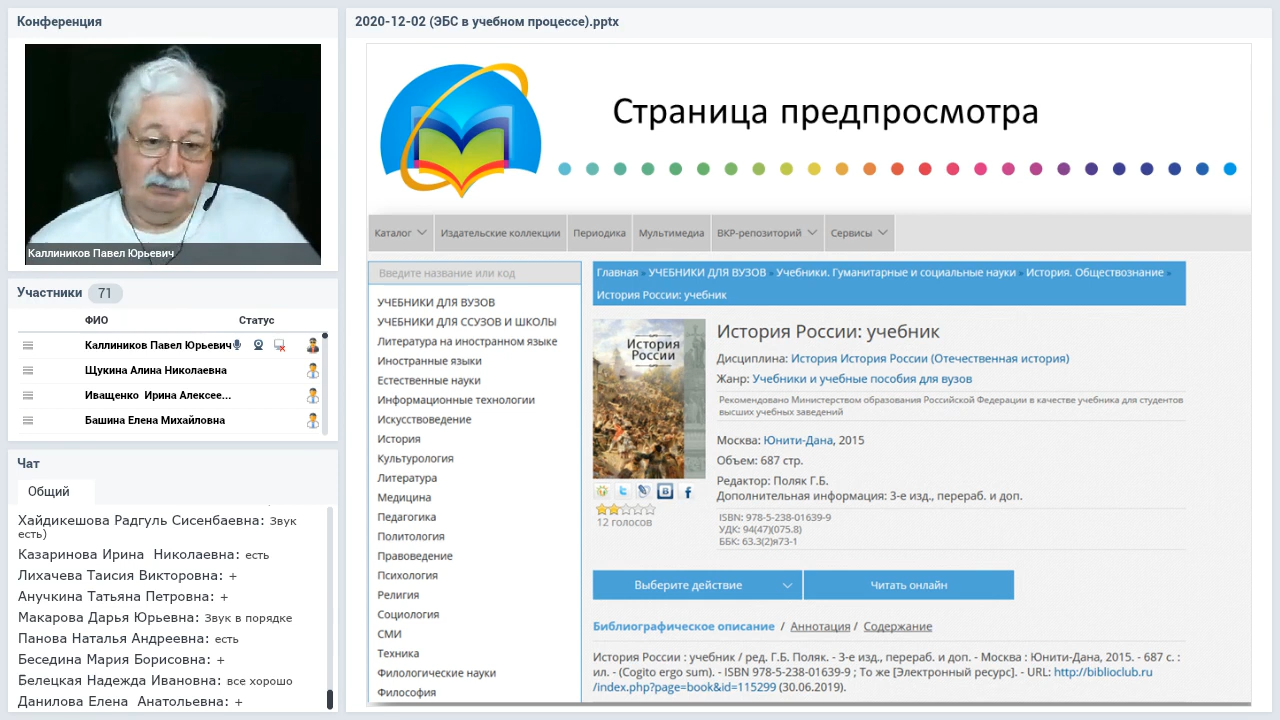 Конференция
Каллиников Павел Юрьевич
Участники 71
ФИО Статус
Каллиников Павел Юрьевич
Щукина Алина Николаевна
Иващенко Ирина Алексее...
Башина Елена Михайловна
Чат
Общий
Хайдикешова Радгуль Сисенбаевна: Звук
есть?
Казаринова Ирина Николаевна: есть
Лихачева Таисия Викторовна: +
Анучкина Татьяна Петровна: +
Макарова Дарья Юрьевна: Звук в порядке
Панова Наталья Андреевна: есть
Беседина Мария Борисовна: +
Белецкая Надежда Ивановна: все хорошо
Данилова Елена Анатольевна: +
2020-12-02 (ЭБС в учебном процессе).pptx
Страница предпросмотра
Каталог Издательские коллекции Периодика Мультимедиа ВКР-репозиторий Сервисы
Введите название или код
УЧЕБНИКИ ДЛЯ ВУЗОВ
УЧЕБНИКИ ДЛЯ ССУЗОВ И ШКОЛЫ
Литература на иностранном языке
Иностранные языки
Естественные науки
Информационные технологии
Искусствоведение
История
Культурология
Литература
Медицина
Педагогика
Политология
Правоведение
Психология
Религия
Социология
СМИ
Техника
Филологические науки
Философия
Главная » УЧЕБНИКИ ДЛЯ ВУЗОВ » Учебники. Гуманитарные и социальные науки » История. Обществознание »
История России: учебник
История
России
12 голосов
История России: учебник
Дисциплина: История История России (Отечественная история)
Жанр: Учебники и учебные пособия для вузов
Рекомендовано Министерством образования Российской Федерации в качестве учебника для студентов
высших учебных заведений
Москва: Юнити-Дана, 2015
Объем: 687 стр.
Редактор: Поляк Г.Б.
Дополнительная информация: 3-е изд., перераб. и доп.
ISBN: 978-5-238-01639-9
УДК: 94(47)(075.8)
ББК: 63.3(2)я73-1
Выберите действие Читать онлайн
Библиографическое описание / Аннотация / Содержание
История России : учебник / ред. Г.Б. Поляк. - 3-е изд., перераб. и доп. - Москва : Юнити-Дана, 2015. - 687 с. :
ил. - (Cogito ergo sum). - ISBN 978-5-238-01639-9 ; То же [Электронный ресурс]. - URL: http://biblioclub.ru
/index.php?page=book&id=115299 (30.06.2019).